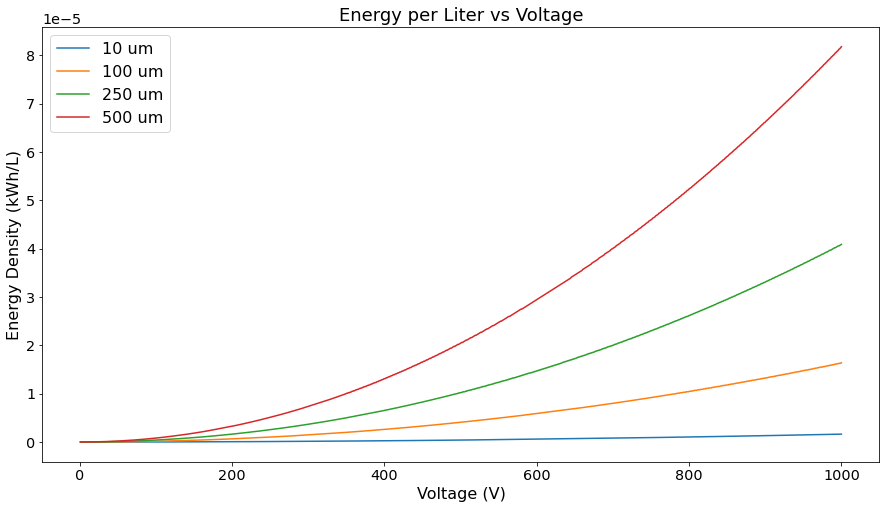 Energy per Liter vs Voltage
1e−5
10 um
100 um
250 um
500 um
8
7
6
5
4
3
2
1
0
Energy Density (kWh/L)
0 200 400 600 800 1000
Voltage (V)